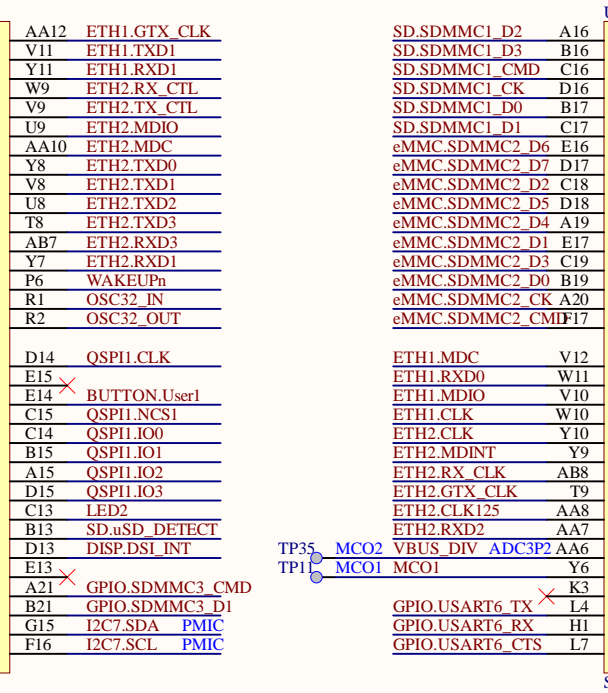 AA12 ETH1.GTX_CLK
V11 ETH1.TXD1
Y11 ETH1.RXD1
W9 ETH2.RX_CTL
V9 ETH2.TX_CTL
U9 ETH2.MDIO
AA10 ETH2.MDC
Y8 ETH2.TXD0
V8 ETH2.TXD1
U8 ETH2.TXD2
T8 ETH2.TXD3
AB7 ETH2.RXD3
Y7 ETH2.RXD1
P6 WAKEUPn
R1 OSC32_IN
R2 OSC32_OUT
D14 QSPI1.CLK
E15
E14 BUTTON.User1
C15 QSPI1.NCS1
C14 QSPI1.IO0
B15 QSPI1.IO1
A15 QSPI1.IO2
D15 QSPI1.IO3
C13 LED2
B13 SD.uSD_DETECT
D13 DISP.DSI_INT
E13
A21 GPIO.SDMMC3_CMD
B21 GPIO.SDMMC3_D1
G15 I2C7.SDA PMIC
F16 I2C7.SCL PMIC
SD.SDMMC1_D2 A16
SD.SDMMC1_D3 B16
SD.SDMMC1_CMD C16
SD.SDMMC1_CK D16
SD.SDMMC1_D0 B17
SD.SDMMC1_D1 C17
eMMC.SDMMC2_D6 E16
eMMC.SDMMC2_D7 D17
eMMC.SDMMC2_D2 C18
eMMC.SDMMC2_D5 D18
eMMC.SDMMC2_D4 A19
eMMC.SDMMC2_D1 E17
eMMC.SDMMC2_D3 C19
eMMC.SDMMC2_D0 B19
eMMC.SDMMC2_CK A20
eMMC.SDMMC2_CMD F17
ETH1.MDC V12
ETH1.RXD0 W11
ETH1.MDIO V10
ETH1.CLK W10
ETH2.CLK Y10
ETH2.MDINT Y9
ETH2.RX_CLK AB8
ETH2.GTX_CLK T9
ETH2.CLK125 AA8
ETH2.RXD2 AA7
TP35 MCO2 VBUS_DIV ADC3P2 AA6
TP11 MCO1 MCO1 Y6
K3
GPIO.USART6_TX L4
GPIO.USART6_RX H1
GPIO.USART6_CTS L7